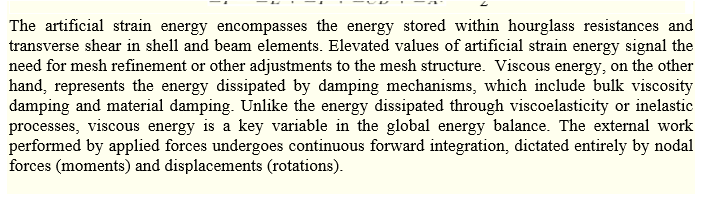 The artificial strain energy encompasses the energy stored within hourglass resistances and
transverse shear in shell and beam elements. Elevated values of artificial strain energy signal the
need for mesh refinement or other adjustments to the mesh structure.  Viscous energy, on the other
hand, represents the energy dissipated by damping mechanisms, which include bulk viscosity
damping and material damping. Unlike the energy dissipated through viscoelasticity or inelastic
processes, viscous energy is a key variable in the global energy balance. The external work
performed by applied forces undergoes continuous forward integration, dictated entirely by nodal
forces (moments) and displacements (rotations).